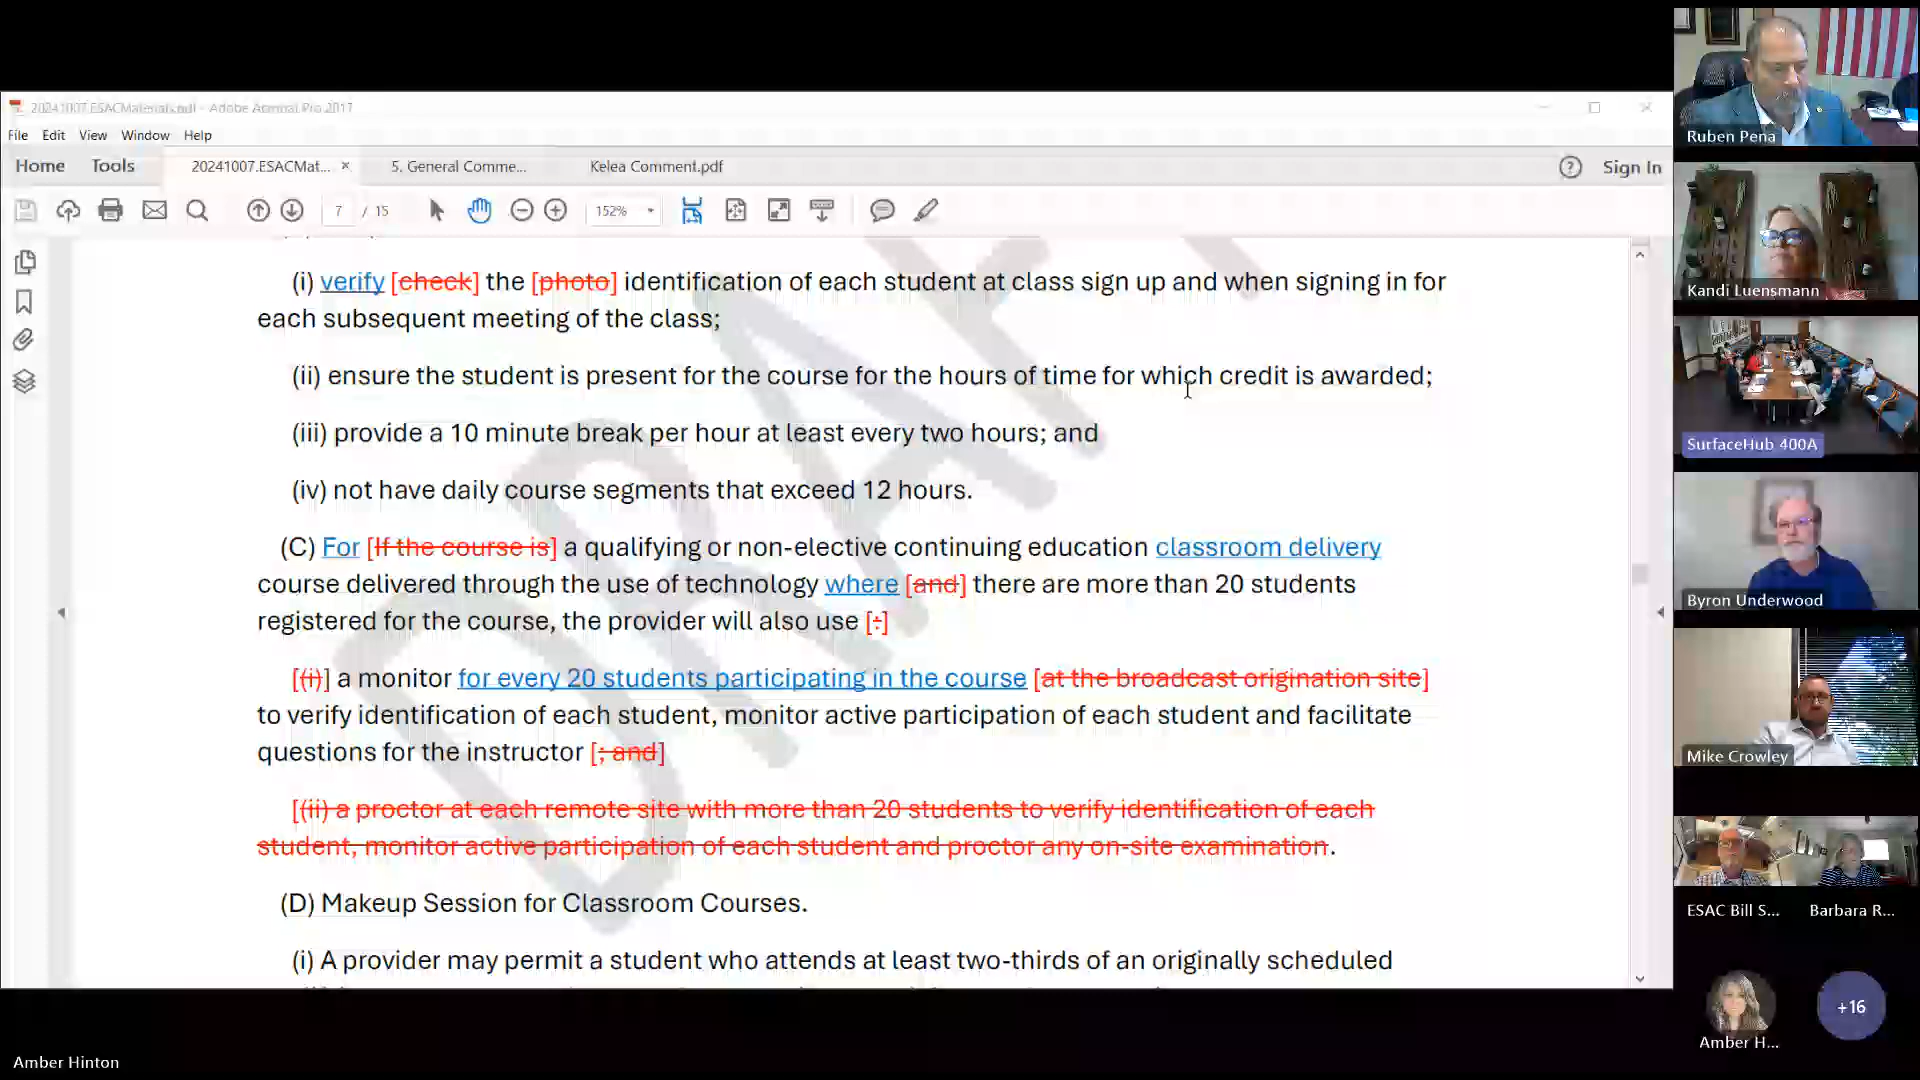 20241007.ESACMaterials.pdf - Adobe Acrobat Pro 2017
File Edit View Window Help
Home Tools 20241007.ESACMat... × 5. General Comme... Kelea Comment.pdf Sign In
7 / 15 152%
(i) verify [check] the [photo] identification of each student at class sign up and when signing in for
each subsequent meeting of the class;
(ii) ensure the student is present for the course for the hours of time for which credit is awarded;
(iii) provide a 10 minute break per hour at least every two hours; and
(iv) not have daily course segments that exceed 12 hours.
(C) For [If the course is] a qualifying or non-elective continuing education classroom delivery
course delivered through the use of technology where [and] there are more than 20 students
registered for the course, the provider will also use [:]
[(i)] a monitor for every 20 students participating in the course [at the broadcast origination site]
to verify identification of each student, monitor active participation of each student and facilitate
questions for the instructor [; and]
[(ii) a proctor at each remote site with more than 20 students to verify identification of each
student, monitor active participation of each student and proctor any on-site examination.
(D) Makeup Session for Classroom Courses.
(i) A provider may permit a student who attends at least two-thirds of an originally scheduled
DRAFT
Ruben Pena
Kandi Luensmann
SurfaceHub 400A
Byron Underwood
Mike Crowley
ESAC Bill S... Barbara R...
+16
Amber H...
Amber Hinton